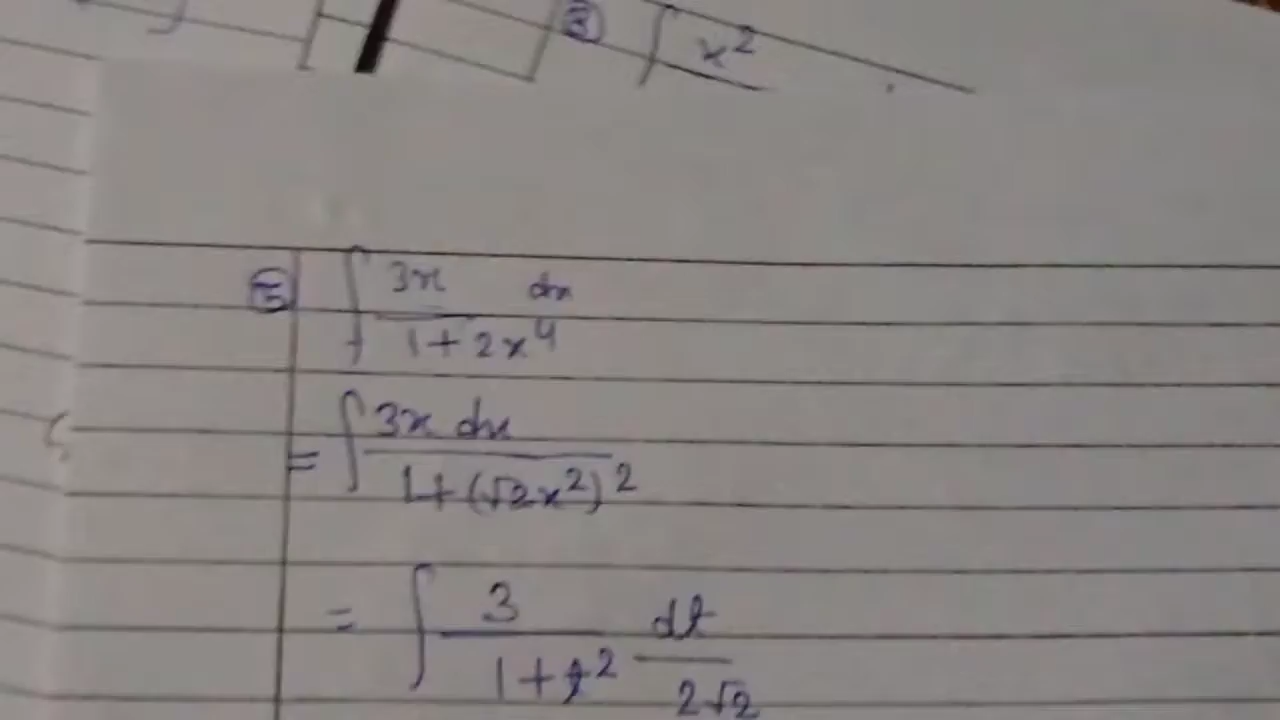 ③ ∫ x²
⑤ ∫ 3x/(1+2x⁴) dx
= ∫ 3x dx/(1+(√2x²)²)
= ∫ 3/(1+t²) dt/(2√2)